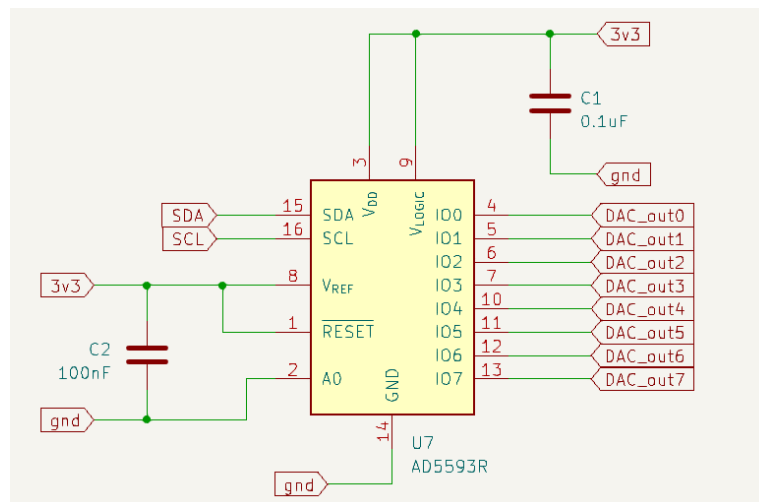 3v3
C1
0.1uF
gnd
3
9
VDD
VLOGIC
SDA 15 SDA IO0 4 DAC_out0
SCL 16 SCL IO1 5 DAC_out1
IO2 6 DAC_out2
3v3 8 VREF IO3 7 DAC_out3
IO4 10 DAC_out4
1 RESET IO5 11 DAC_out5
C2
100nF
IO6 12 DAC_out6
2 A0 IO7 13 DAC_out7
GND
gnd
14
U7
AD5593R
gnd